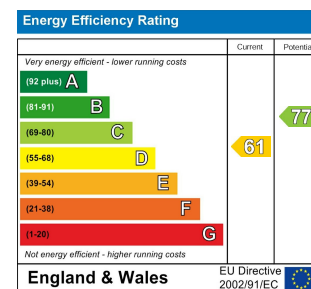 Energy Efficiency Rating
Current Potentia
Very energy efficient - lower running costs
(92 plus) A
(81-91) B
77
(69-80) C
61
(55-68) D
(39-54) E
(21-38) F
(1-20) G
Not energy efficient - higher running costs
England & Wales
EU Directive
2002/91/EC